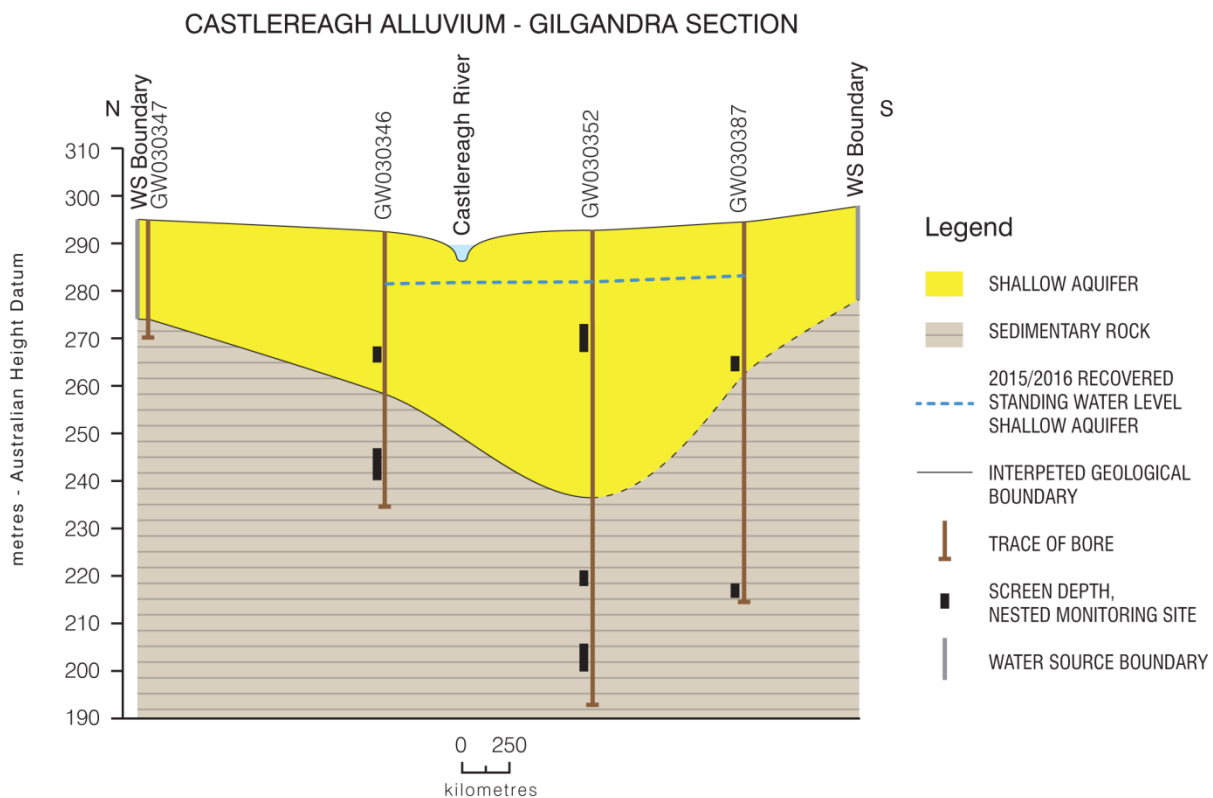 CASTLEREAGH ALLUVIUM - GILGANDRA SECTION
N
WS Boundary
GW030347
GW030346
Castlereagh River
GW030352
GW030387
WS Boundary
S
metres - Australian Height Datum
310
300
290
280
270
260
250
240
230
220
210
200
190
0 250
kilometres
Legend
SHALLOW AQUIFER
SEDIMENTARY ROCK
2015/2016 RECOVERED
STANDING WATER LEVEL
SHALLOW AQUIFER
INTERPETED GEOLOGICAL
BOUNDARY
TRACE OF BORE
SCREEN DEPTH,
NESTED MONITORING SITE
WATER SOURCE BOUNDARY